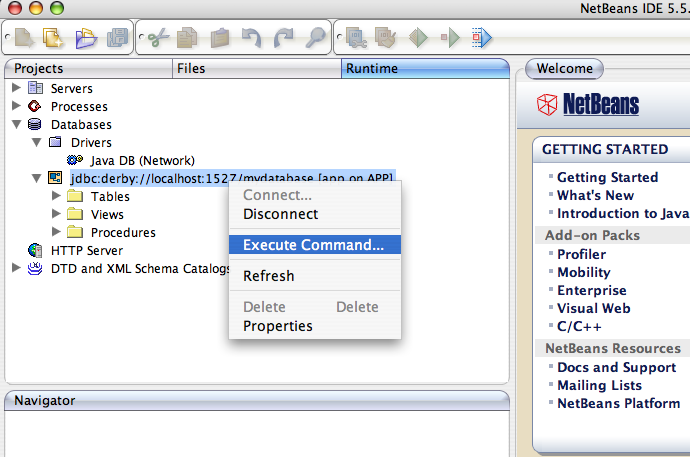 NetBeans IDE 5.5.
Projects Files Runtime
Servers
Processes
Databases
Drivers
Java DB (Network)
jdbc:derby://localhost:1527/mydatabase [app on APP]
Tables
Views
Procedures
HTTP Server
DTD and XML Schema Catalogs
Connect...
Disconnect
Execute Command...
Refresh
Delete Delete
Properties
Navigator
Welcome
NetBeans
GETTING STARTED
Getting Started
What's New
Introduction to Java
Add-on Packs
Profiler
Mobility
Enterprise
Visual Web
C/C++
NetBeans Resources
Docs and Support
Mailing Lists
NetBeans Platform